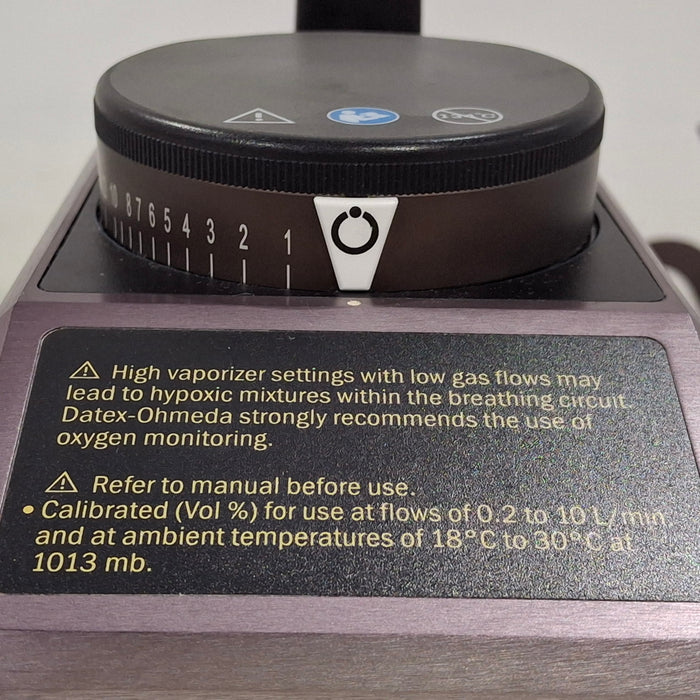 10 8 7 6 5 4 3 2 1
⚠ High vaporizer settings with low gas flows may
lead to hypoxic mixtures within the breathing circuit.
Datex-Ohmeda strongly recommends the use of
oxygen monitoring.
⚠ Refer to manual before use.
• Calibrated (Vol %) for use at flows of 0.2 to 10 L/min
and at ambient temperatures of 18°C to 30°C at
1013 mb.